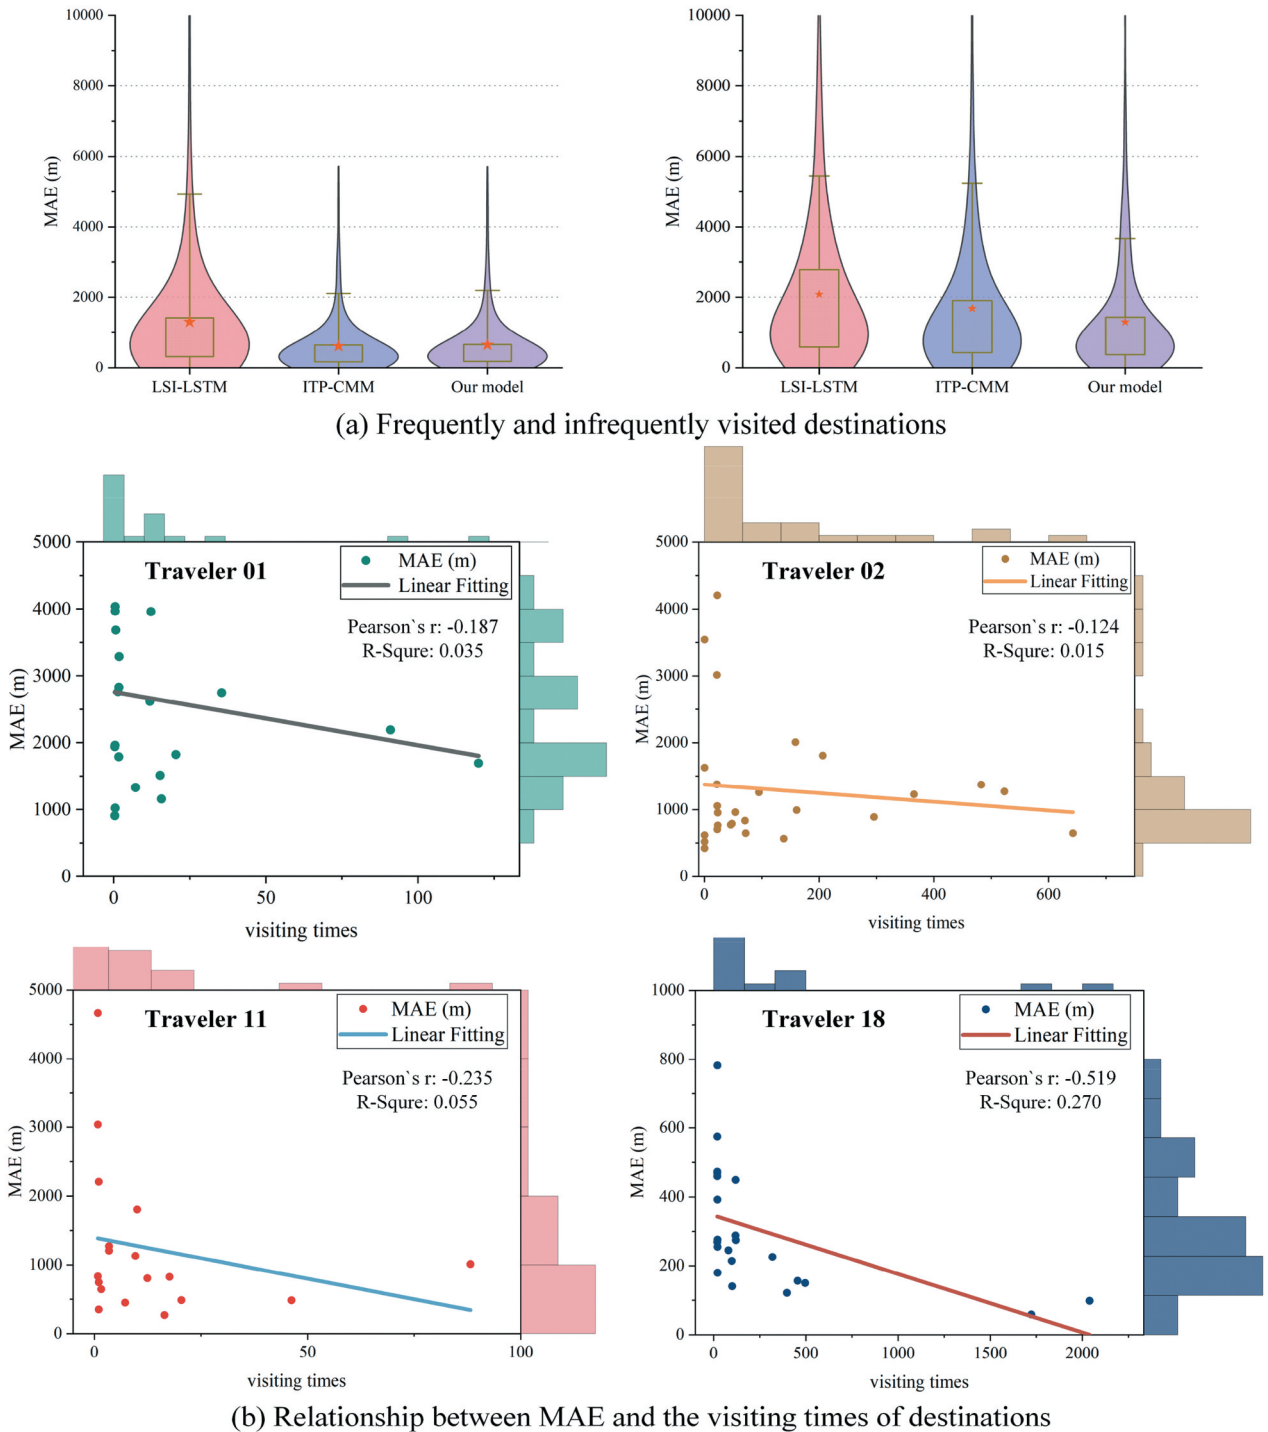 10000
8000
6000
4000
2000
0
MAE (m)
LSI-LSTM
ITP-CMM
Our model
10000
8000
6000
4000
2000
0
MAE (m)
LSI-LSTM
ITP-CMM
Our model
(a) Frequently and infrequently visited destinations
Traveler 01
MAE (m)
Linear Fitting
Pearson`s r: -0.187
R-Squre: 0.035
5000
4000
3000
2000
1000
0
MAE (m)
0
50
100
visiting times
Traveler 02
MAE (m)
Linear Fitting
Pearson`s r: -0.124
R-Squre: 0.015
5000
4000
3000
2000
1000
0
MAE (m)
0
200
400
600
visiting times
Traveler 11
MAE (m)
Linear Fitting
Pearson`s r: -0.235
R-Squre: 0.055
5000
4000
3000
2000
1000
0
MAE (m)
0
50
100
visiting times
Traveler 18
MAE (m)
Linear Fitting
Pearson`s r: -0.519
R-Squre: 0.270
1000
800
600
400
200
0
MAE (m)
0
500
1000
1500
2000
visiting times
(b) Relationship between MAE and the visiting times of destinations